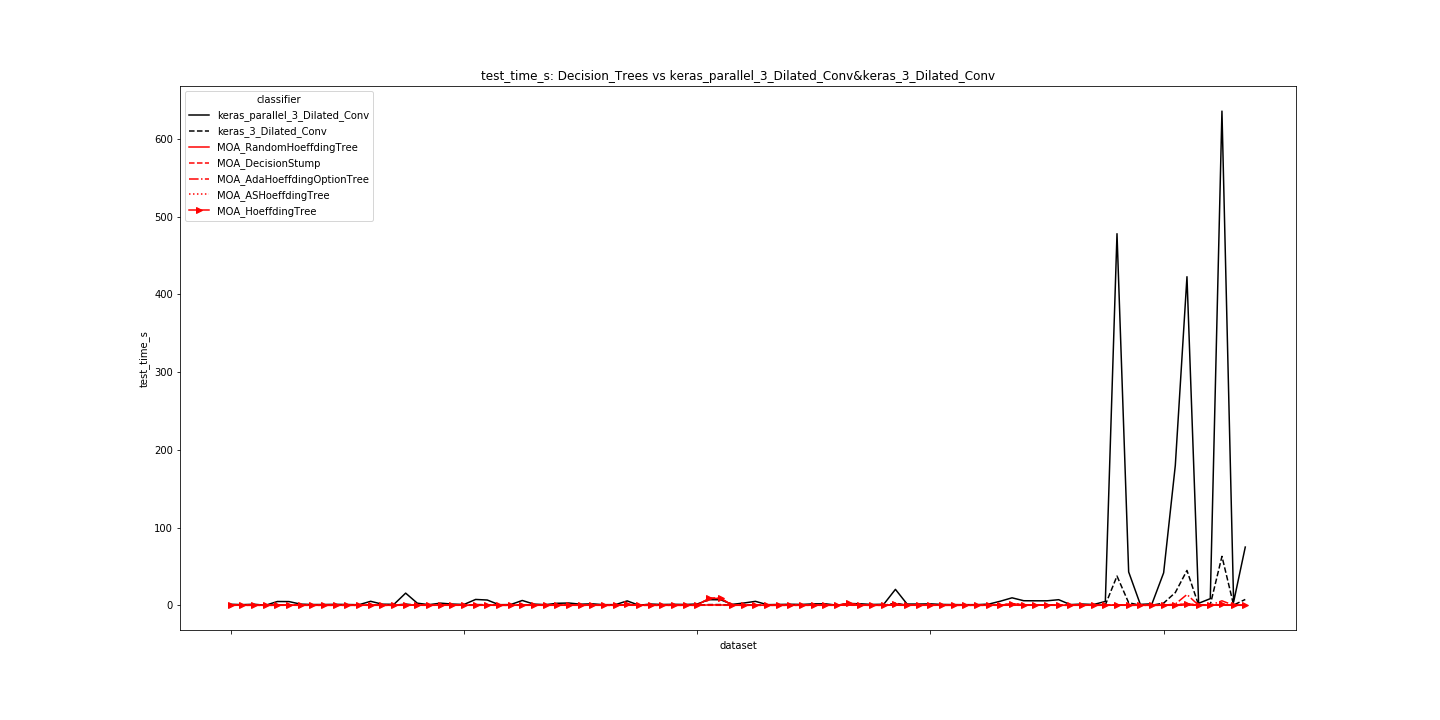 test_time_s: Decision_Trees vs keras_parallel_3_Dilated_Conv&keras_3_Dilated_Conv
classifier
keras_parallel_3_Dilated_Conv
keras_3_Dilated_Conv
MOA_RandomHoeffdingTree
MOA_DecisionStump
MOA_AdaHoeffdingOptionTree
MOA_ASHoeffdingTree
MOA_HoeffdingTree
600
500
400
300
200
100
0
test_time_s
dataset